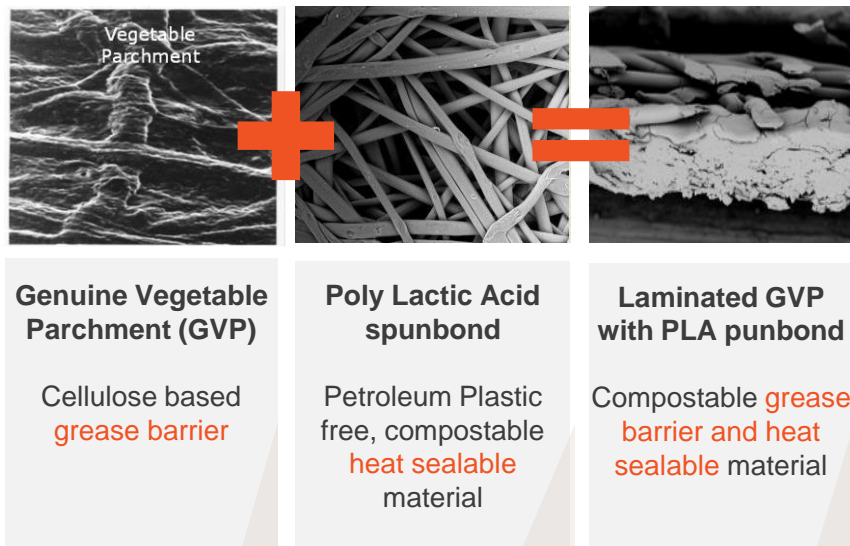 Vegetable
Parchment
Genuine Vegetable
Parchment (GVP)
Cellulose based
grease barrier
Poly Lactic Acid
spunbond
Petroleum Plastic
free, compostable
heat sealable
material
Laminated GVP
with PLA punbond
Compostable grease
barrier and heat
sealable material